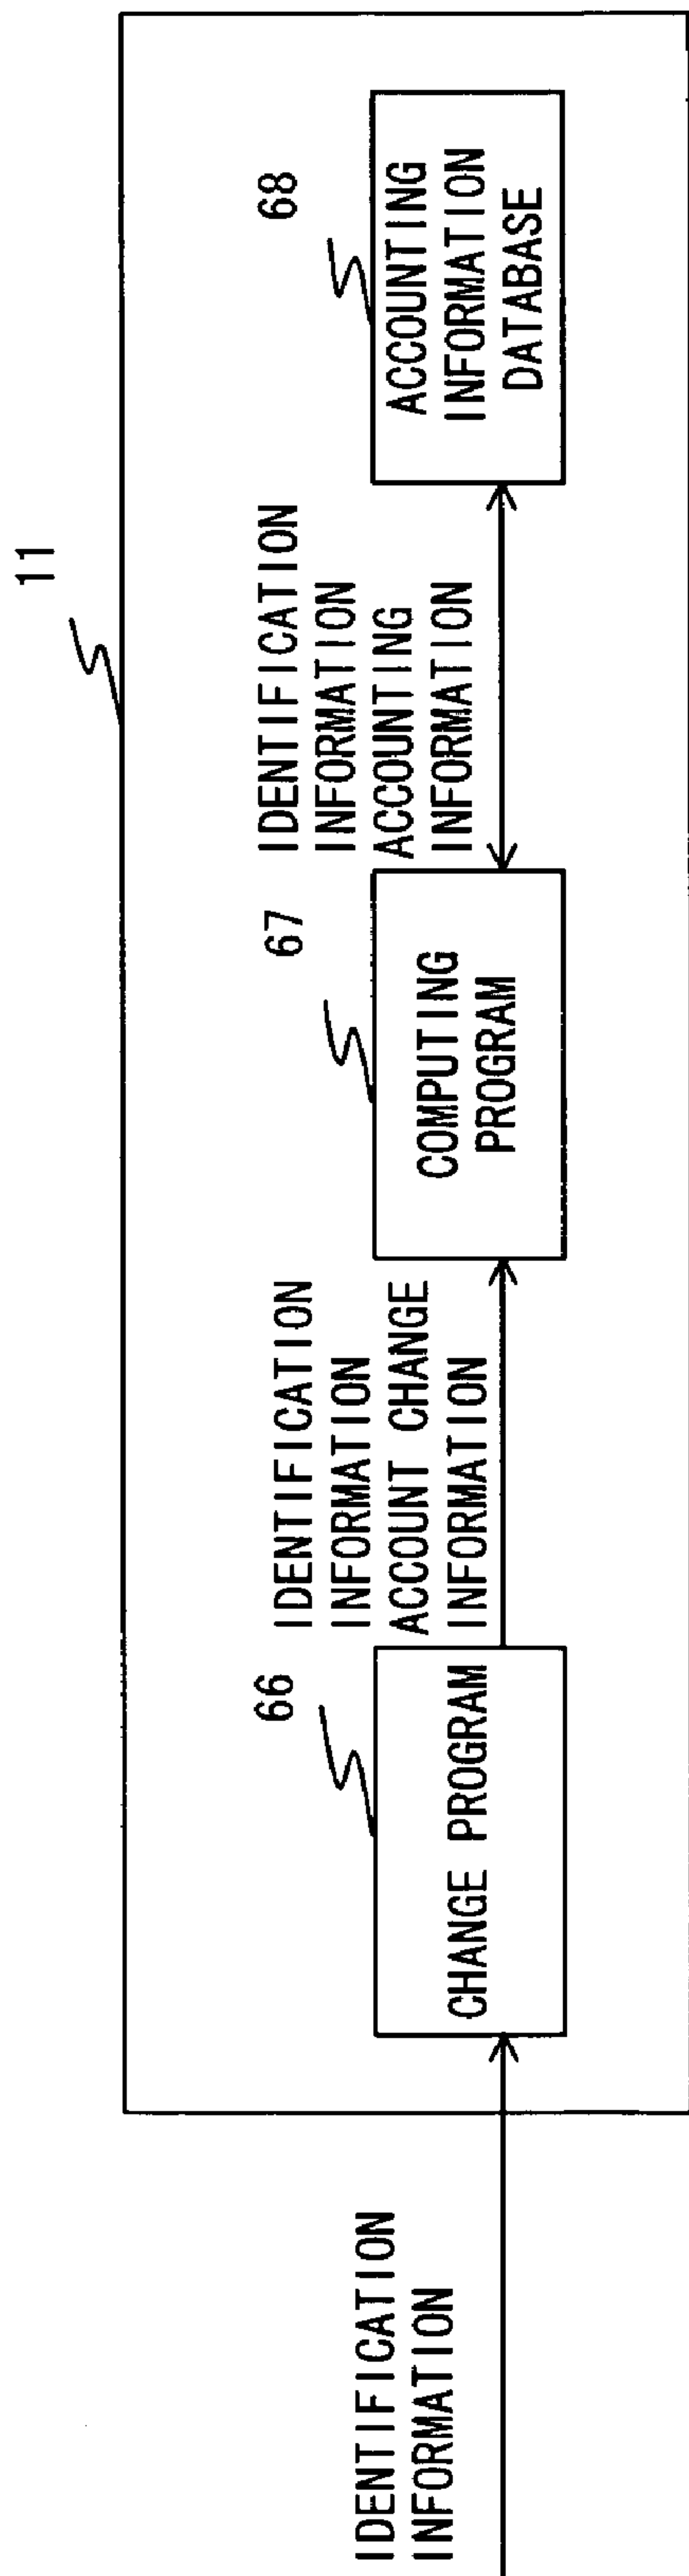 11
IDENTIFICATION
INFORMATION
66
CHANGE PROGRAM
IDENTIFICATION
INFORMATION
ACCOUNT CHANGE
INFORMATION
67
COMPUTING
PROGRAM
IDENTIFICATION
INFORMATION
ACCOUNTING
INFORMATION
68
ACCOUNTING
INFORMATION
DATABASE